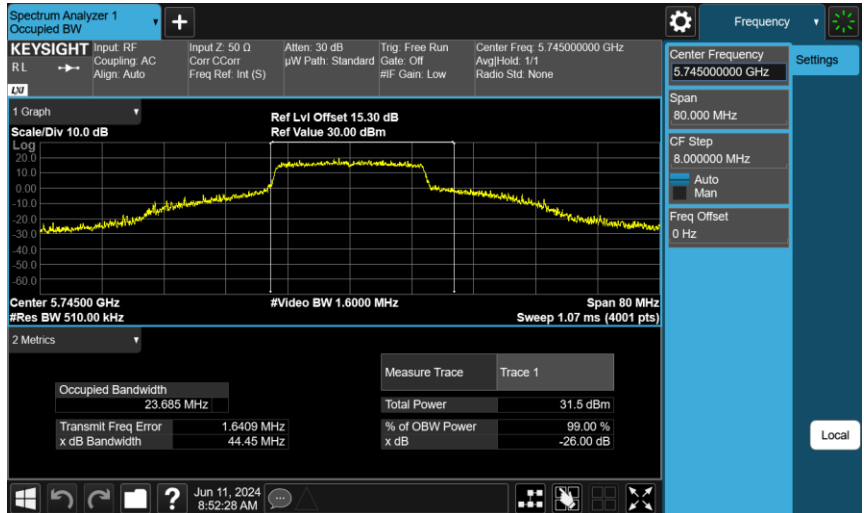 Spectrum Analyzer 1
Occupied BW
Frequency
KEYSIGHT
RL
LXI
Input: RF
Coupling: AC
Align: Auto
Input Z: 50 Ω
Corr CCorr
Freq Ref: Int (S)
Atten: 30 dB
µW Path: Standard
Trig: Free Run
Gate: Off
#IF Gain: Low
Center Freq: 5.745000000 GHz
Avg|Hold: 1/1
Radio Std: None
Center Frequency
5.745000000 GHz
Settings
Span
80.000 MHz
CF Step
8.000000 MHz
Auto
Man
Freq Offset
0 Hz
1 Graph
Scale/Div 10.0 dB
Ref Lvl Offset 15.30 dB
Ref Value 30.00 dBm
Log
20.0
10.0
0.00
-10.0
-20.0
-30.0
-40.0
-50.0
-60.0
Center 5.74500 GHz
#Res BW 510.00 kHz
#Video BW 1.6000 MHz
Span 80 MHz
Sweep 1.07 ms (4001 pts)
2 Metrics
Measure Trace Trace 1
Occupied Bandwidth
23.685 MHz
Total Power 31.5 dBm
Transmit Freq Error 1.6409 MHz
% of OBW Power 99.00 %
x dB Bandwidth 44.45 MHz
x dB -26.00 dB
Local
?
Jun 11, 2024
8:52:28 AM